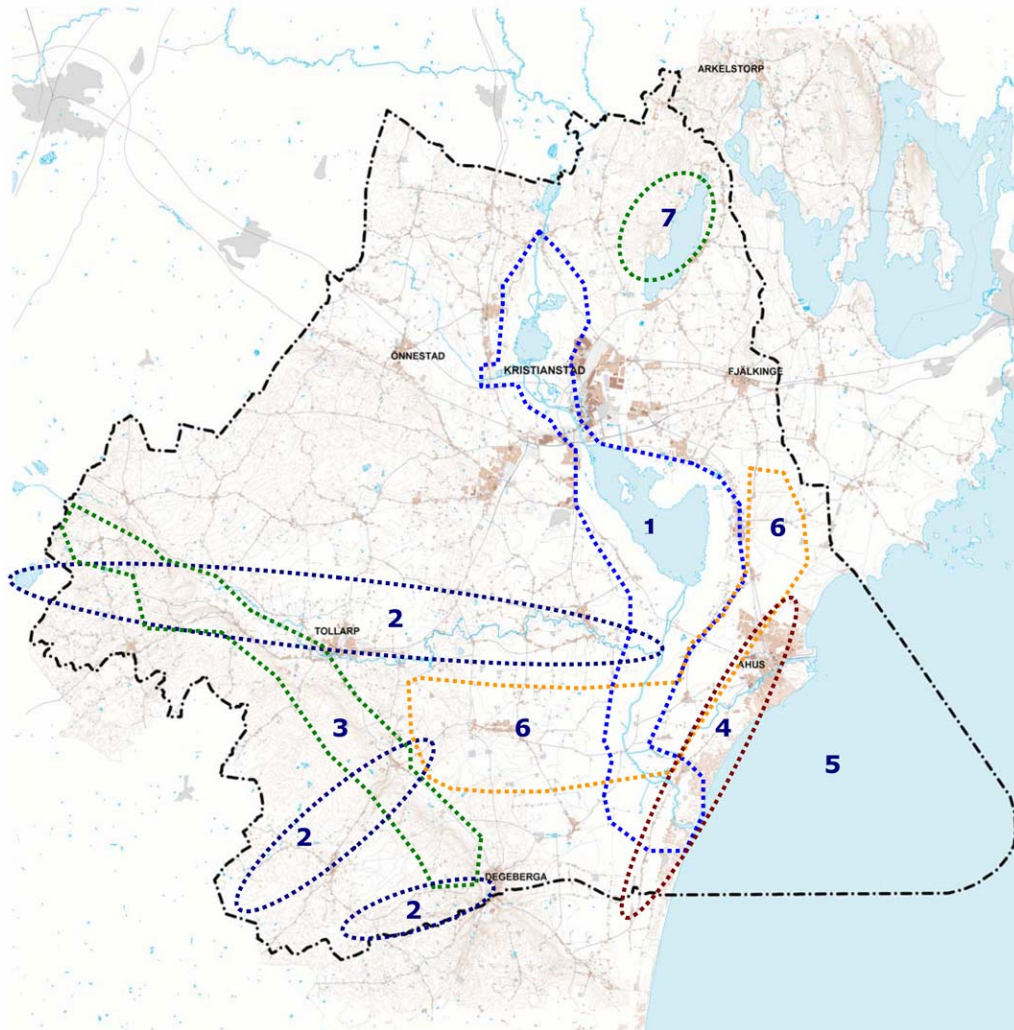 ARKELSTORP
7
ÖNNESTAD
KRISTIANSTAD
FJÄLKINGE
1
6
2
TOLLARP
ÅHUS
3
6
4
5
2
DEGEBERGA
2